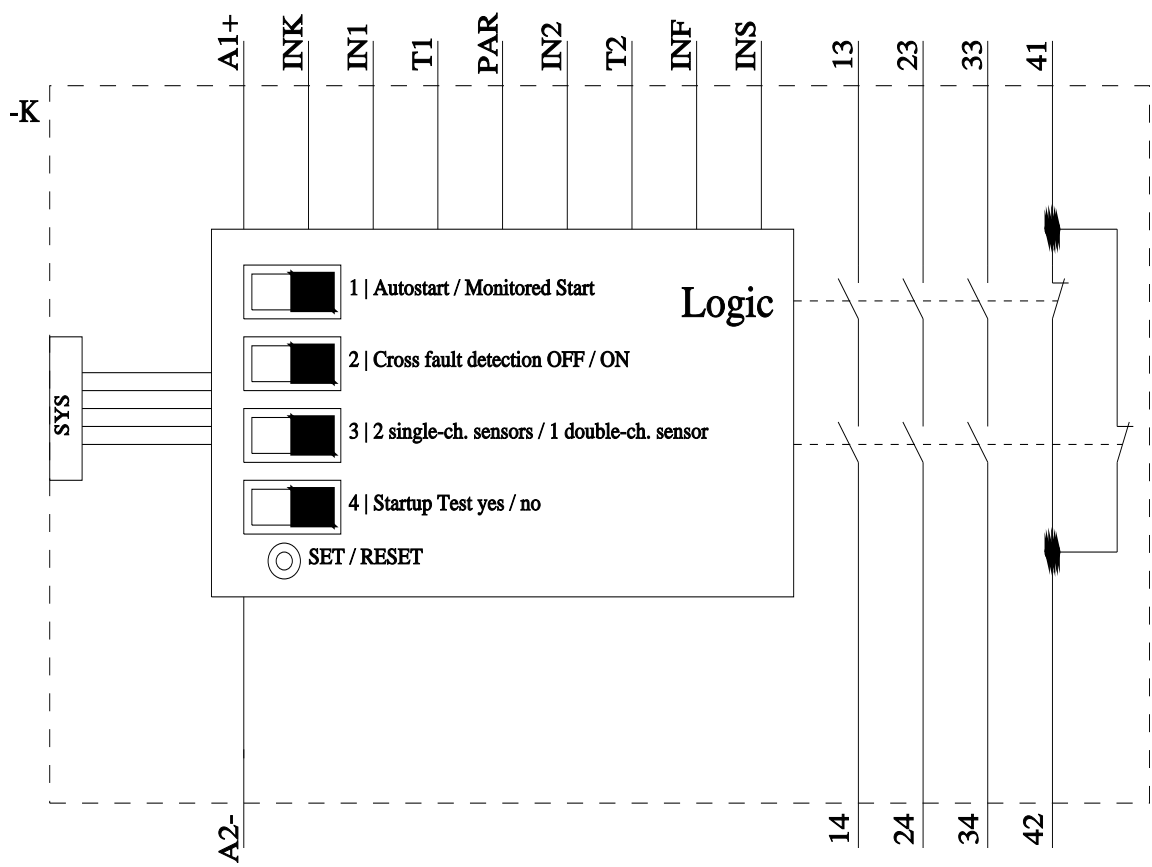 A1+
INK
IN1
T1
PAR
IN2
T2
INF
INS
13
23
33
41
-K
1 | Autostart / Monitored Start
Logic
2 | Cross fault detection OFF / ON
SYS
3 | 2 single-ch. sensors / 1 double-ch. sensor
4 | Startup Test yes / no
SET / RESET
A2-
14
24
34
42